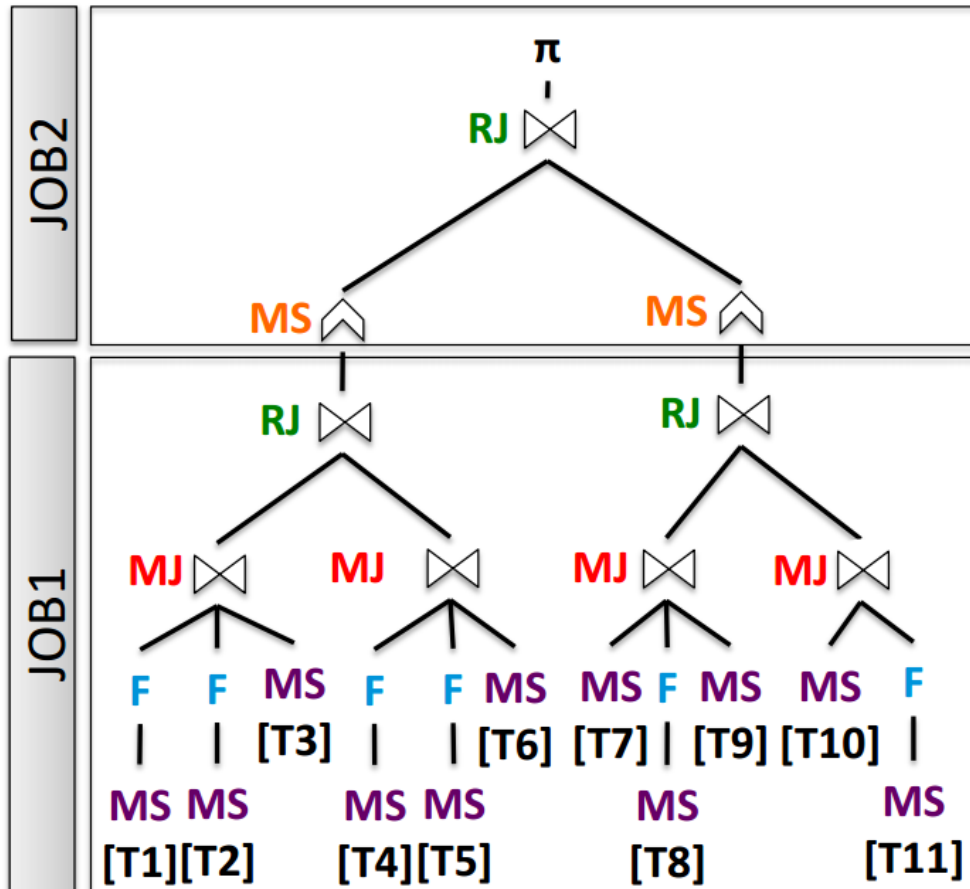 JOB2
π
RJ
MS MS
JOB1
RJ RJ
MJ MJ MJ MJ
F F MS F F MS MS F MS MS F
[T3] [T6] [T7] [T9] [T10]
MS MS MS MS MS MS
[T1] [T2] [T4] [T5] [T8] [T11]